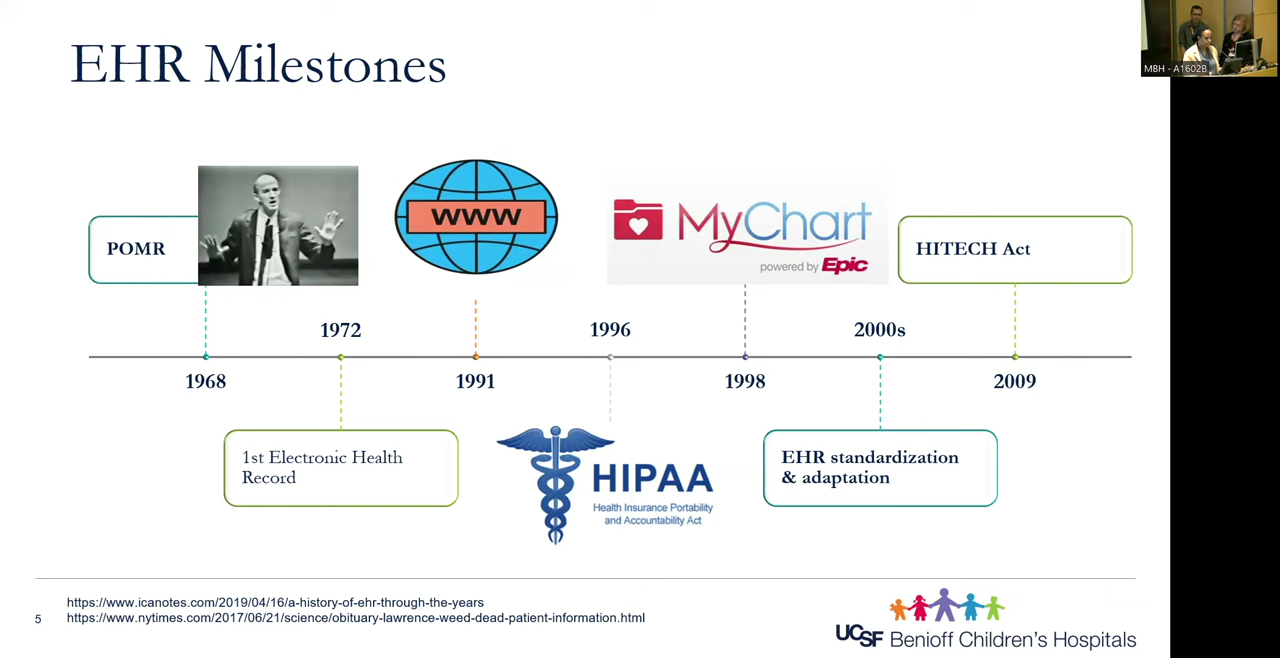 EHR Milestones
MBH - A1602B
POMR
WWW
MyChart
powered by Epic
HITECH Act
1972
1996
2000s
1968
1991
1998
2009
1st Electronic Health
Record
HIPAA
Health Insurance Portability
and Accountability Act
EHR standardization
& adaptation
5
https://www.icanotes.com/2019/04/16/a-history-of-ehr-through-the-years
https://www.nytimes.com/2017/06/21/science/obituary-lawrence-weed-dead-patient-information.html
UCSF Benioff Children's Hospitals